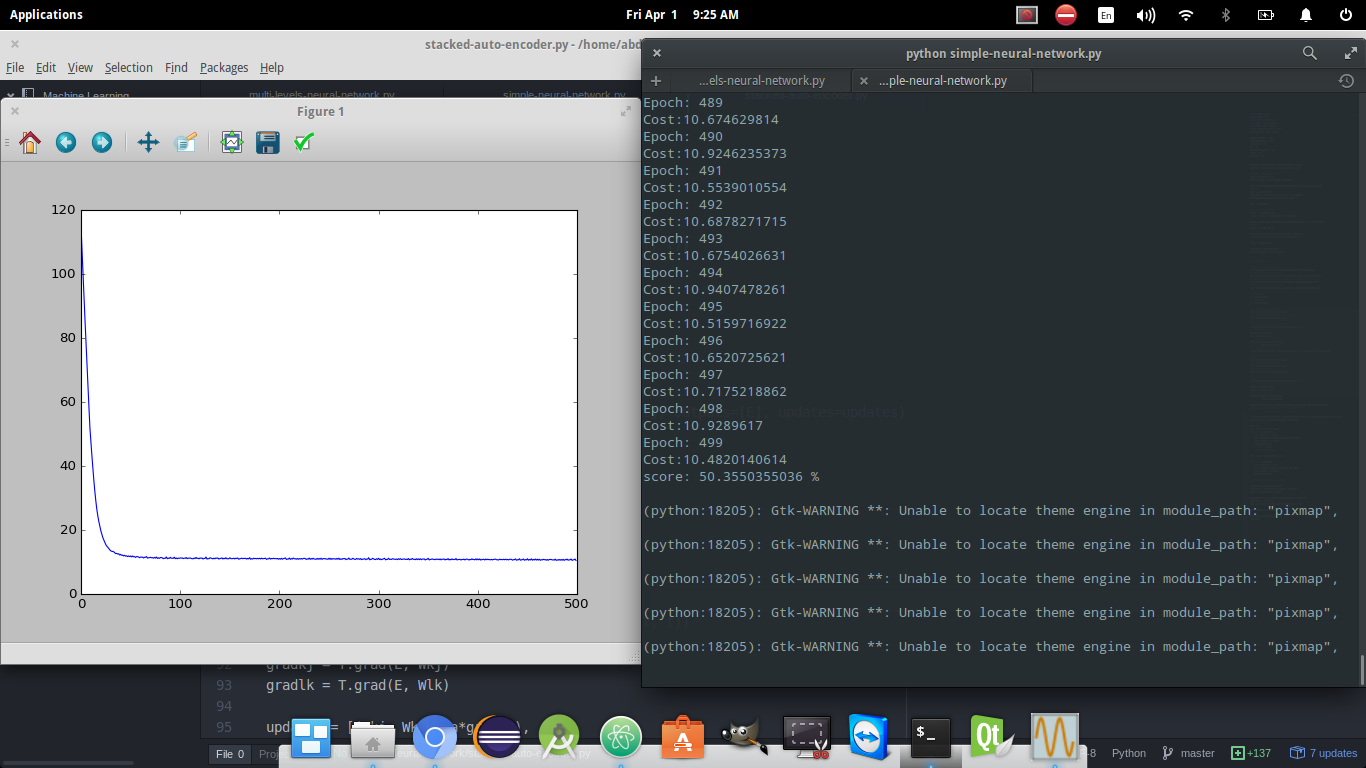 Applications
Fri Apr 1 9:25 AM
En
stacked-auto-encoder.py - /home/abd
File Edit View Selection Find Packages Help
Machine Learning
multi-levels-neural-network.py
simple-neural-network.py
Figure 1
120
100
80
60
40
20
0
0 100 200 300 400 500
python simple-neural-network.py
...els-neural-network.py
...ple-neural-network.py
Epoch: 489
Cost:10.674629814
Epoch: 490
Cost:10.9246235373
Epoch: 491
Cost:10.5539010554
Epoch: 492
Cost:10.6878271715
Epoch: 493
Cost:10.6754026631
Epoch: 494
Cost:10.9407478261
Epoch: 495
Cost:10.5159716922
Epoch: 496
Cost:10.6520725621
Epoch: 497
Cost:10.7175218862
Epoch: 498
Cost:10.9289617
Epoch: 499
Cost:10.4820140614
score: 50.3550355036 %
(python:18205): Gtk-WARNING **: Unable to locate theme engine in module_path: "pixmap",
(python:18205): Gtk-WARNING **: Unable to locate theme engine in module_path: "pixmap",
(python:18205): Gtk-WARNING **: Unable to locate theme engine in module_path: "pixmap",
(python:18205): Gtk-WARNING **: Unable to locate theme engine in module_path: "pixmap",
(python:18205): Gtk-WARNING **: Unable to locate theme engine in module_path: "pixmap",
92 gradkj = T.grad(E, Wkj)
93 gradlk = T.grad(E, Wlk)
94
95
File 0
$_
Qt
-8 Python master +137 7 updates